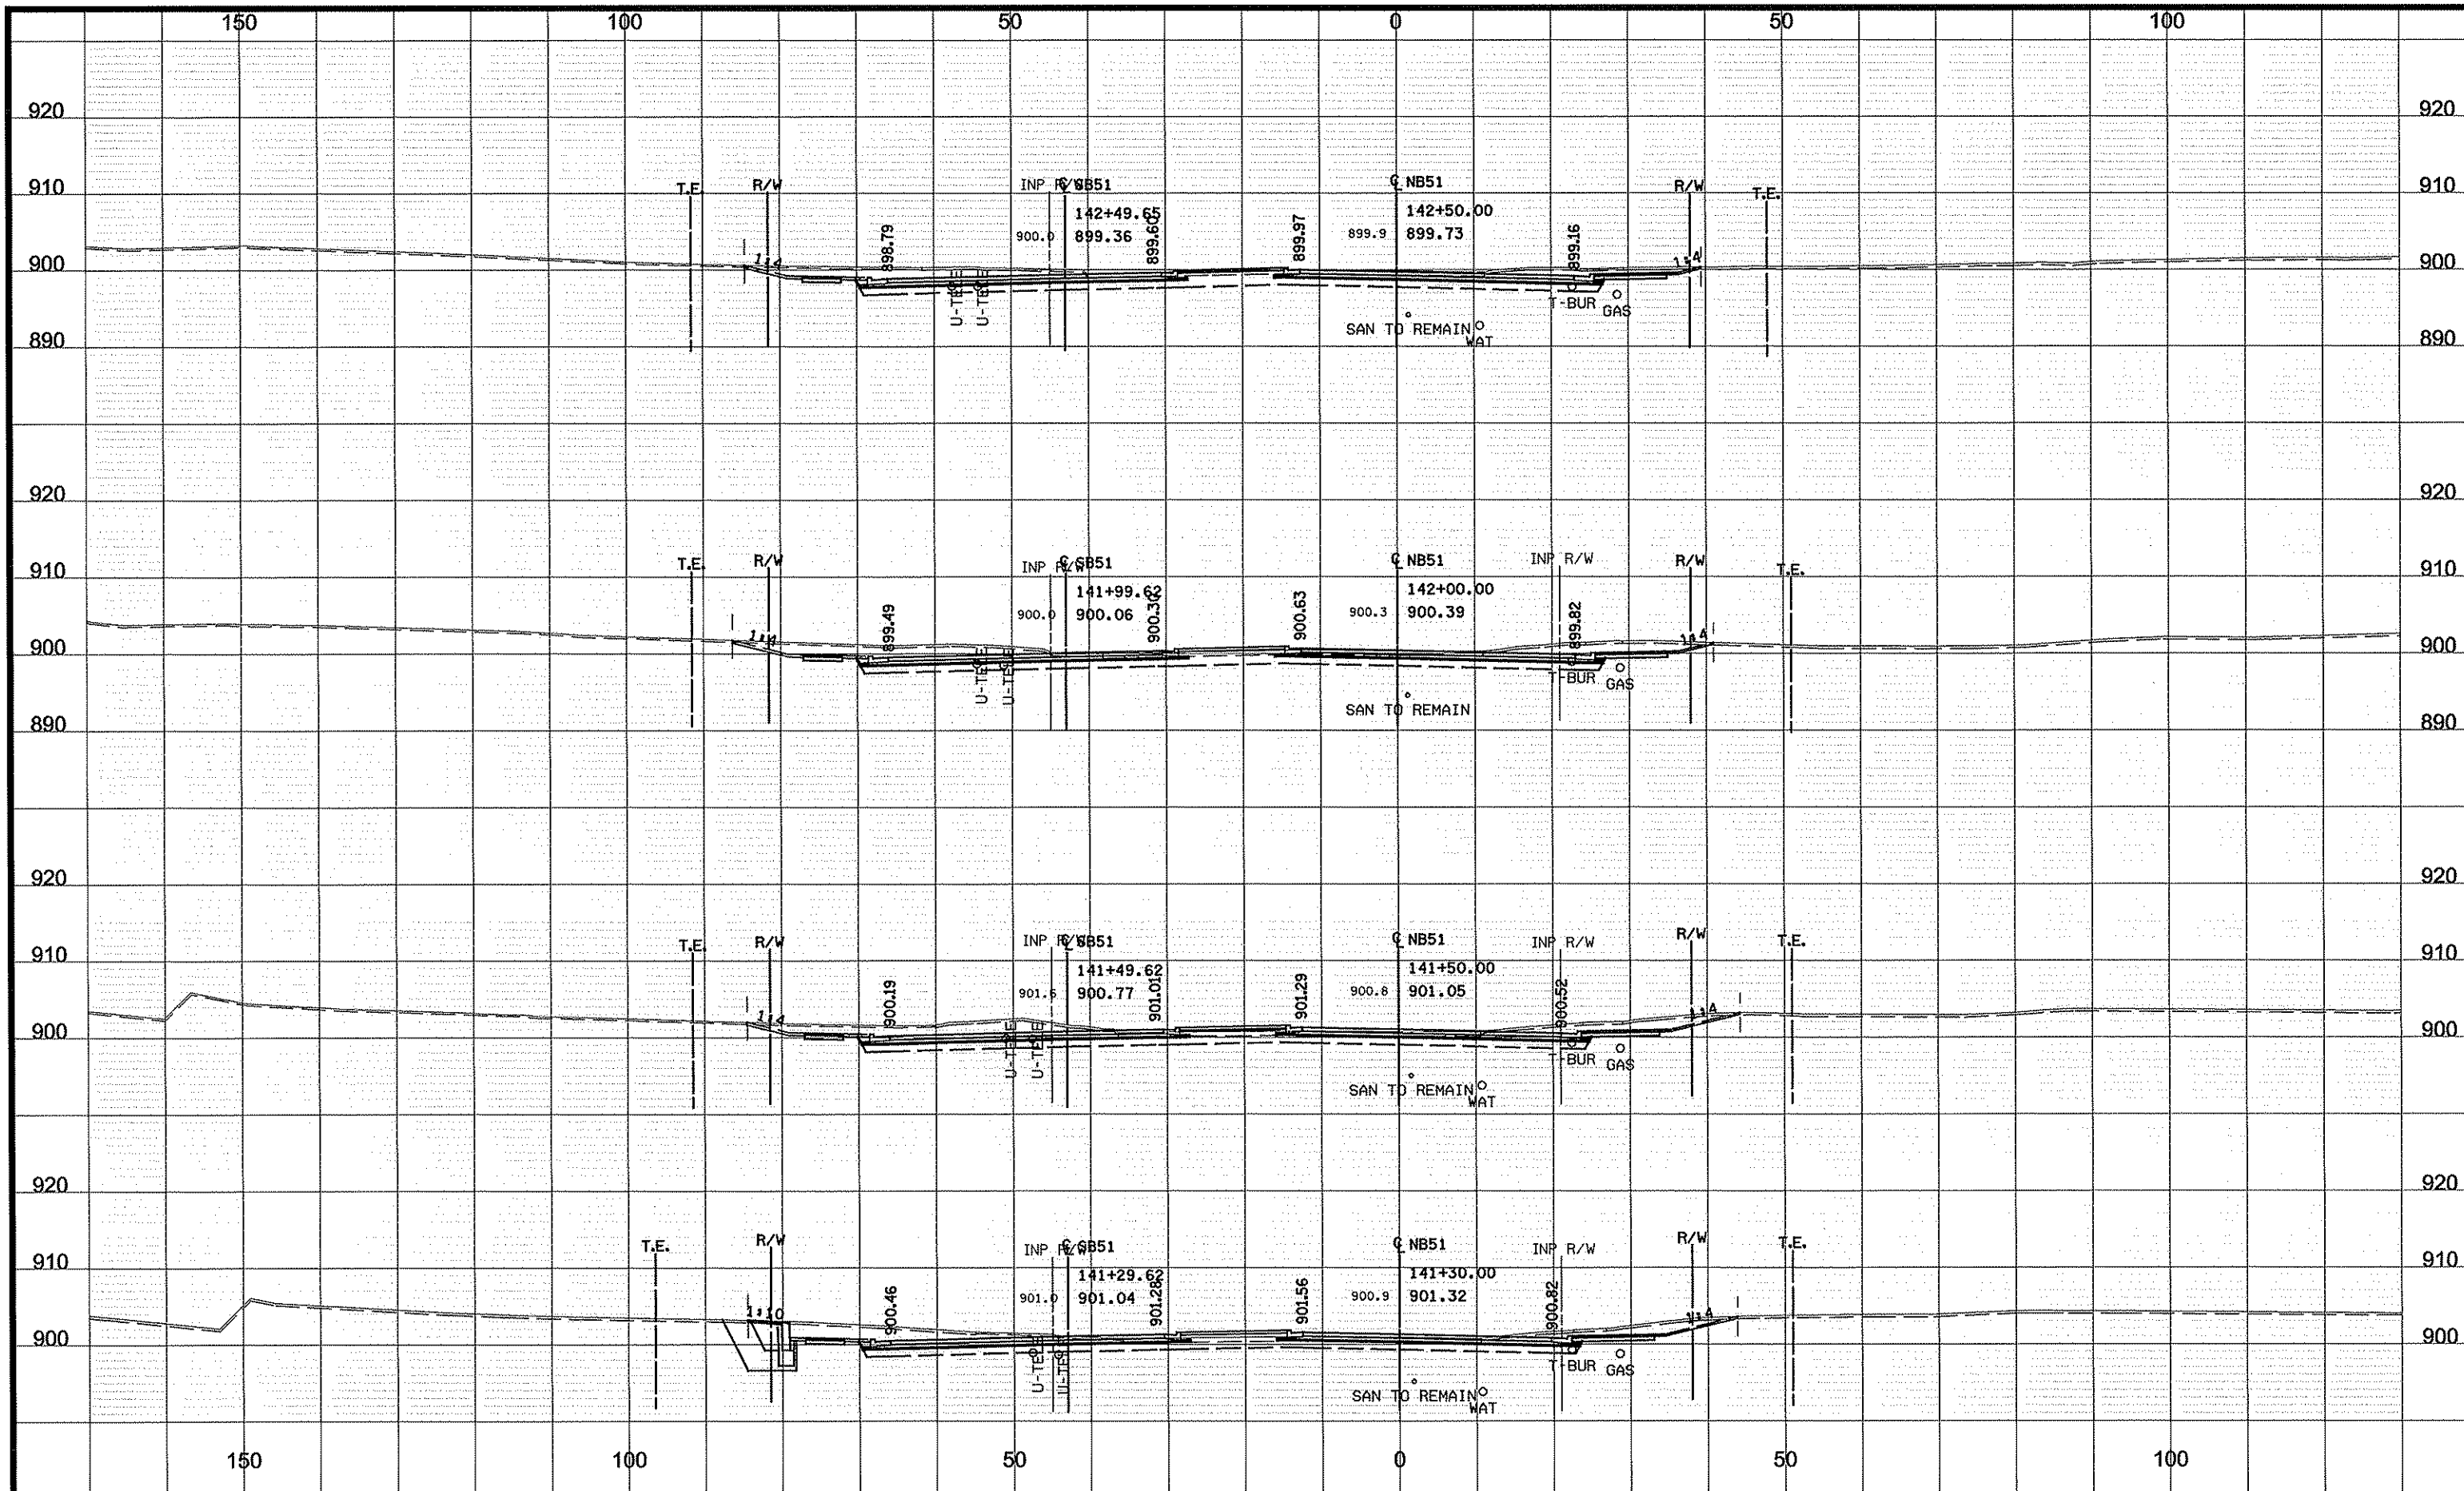 150 100 50 0 50 100
920 920
910 T.E. R/W INP R/W ℄ SB51 ℄ NB51 R/W T.E. 910
142+49.65 142+50.00
898.79 900.0 899.36 899.60 899.97 899.9 899.73 899.16
900 1:4 1:4 900
U-TELE U-TELE T-BUR GAS
SAN TO REMAIN WAT
890 890
920 920
910 T.E. R/W INP R/W ℄ SB51 ℄ NB51 INP R/W R/W T.E. 910
141+99.62 142+00.00
899.49 900.0 900.06 900.30 900.63 900.3 900.39 899.82
900 1:4 1:4 900
U-TELE U-TELE T-BUR GAS
SAN TO REMAIN
890 890
920 920
910 T.E. R/W INP R/W ℄ SB51 ℄ NB51 INP R/W R/W T.E. 910
141+49.62 141+50.00
900.19 901.6 900.77 901.01 901.29 900.8 901.05 900.52
900 1:4 1:4 900
U-TELE U-TELE T-BUR GAS
SAN TO REMAIN WAT
920 920
910 T.E. R/W INP R/W ℄ SB51 ℄ NB51 INP R/W R/W T.E. 910
141+29.62 141+30.00
900.46 901.0 901.04 901.28 901.56 900.9 901.32 900.82
900 1:10 1:4 900
U-TELE U-TELE T-BUR GAS
SAN TO REMAIN WAT
150 100 50 0 50 100